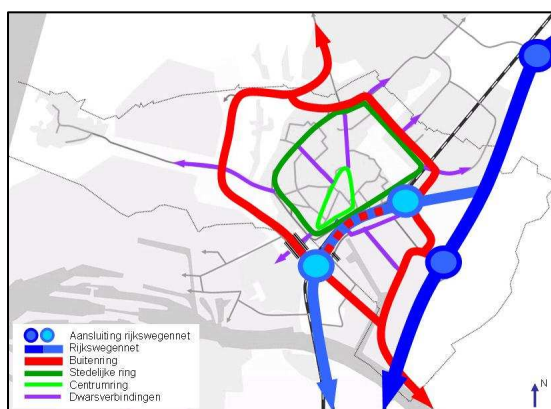 Aansluiting rijkswegennet
Rijkswegennet
Buitenring
Stedelijke ring
Centrumring
Dwarsverbindingen
N